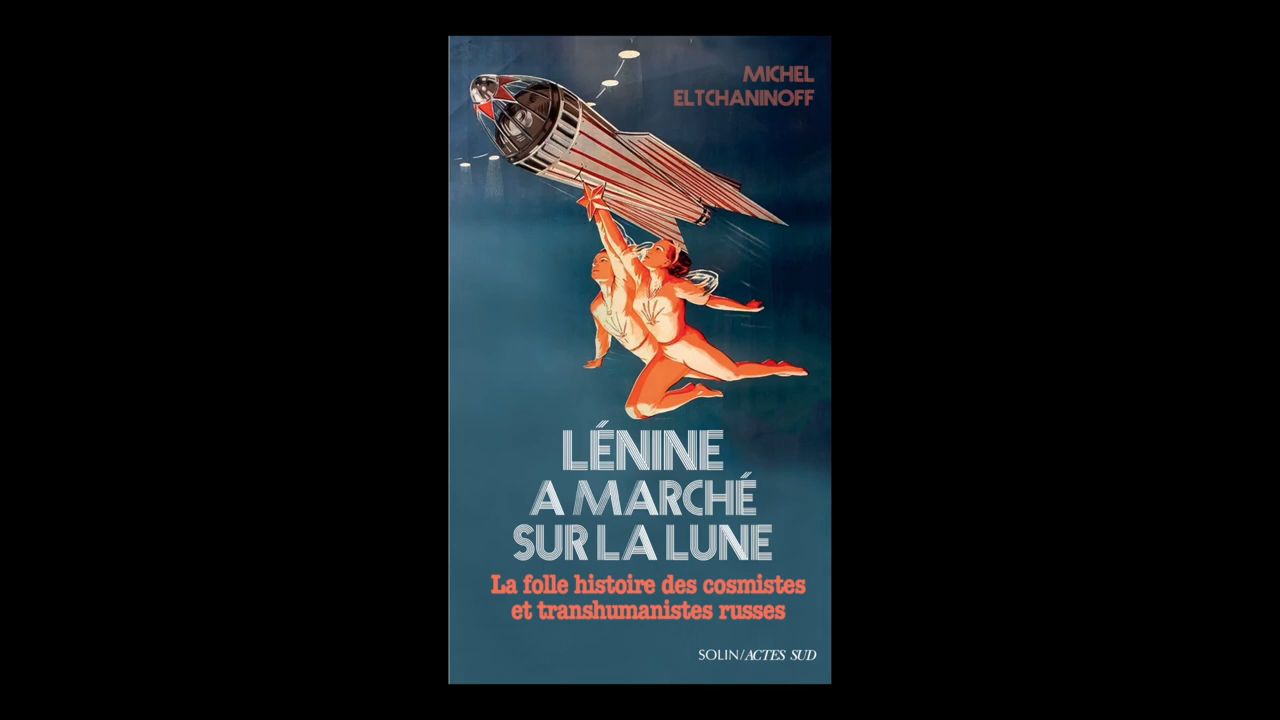 MICHEL
ELTCHANINOFF
LÉNINE
A MARCHÉ
SUR LA LUNE
La folle histoire des cosmistes
et transhumanistes russes
SOLIN/ACTES SUD